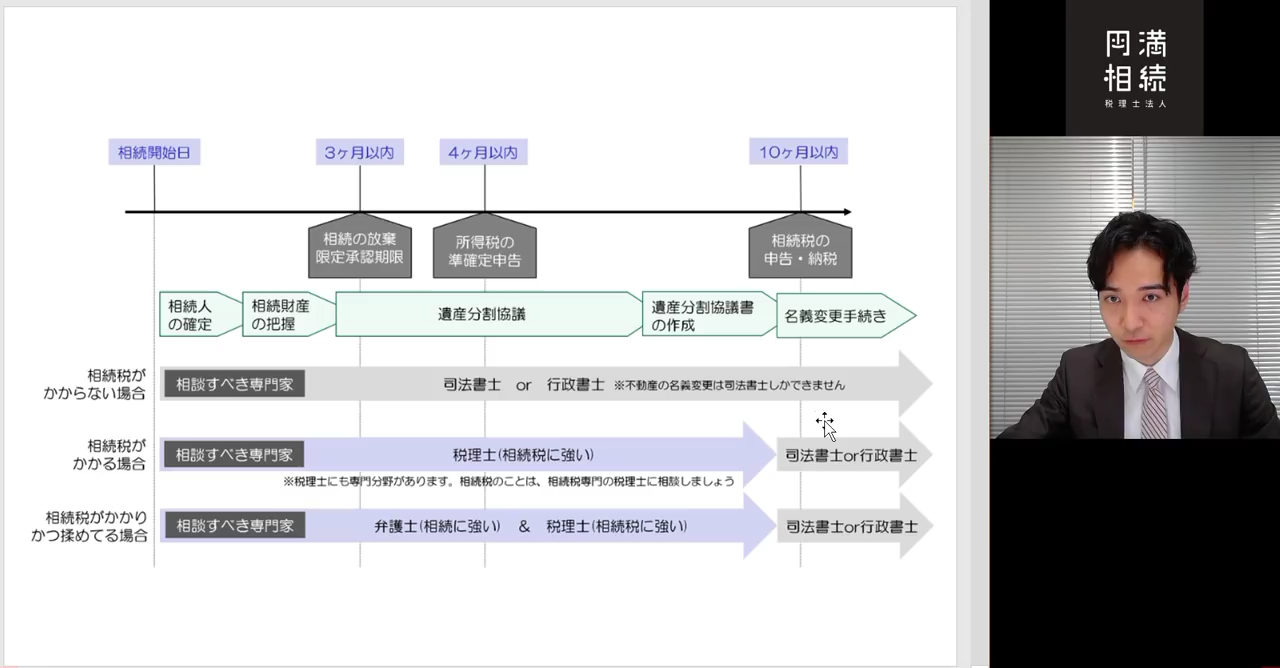 相続開始日
3ヶ月以内
4ヶ月以内
10ヶ月以内
相続の放棄
限定承認期限
所得税の
準確定申告
相続税の
申告・納税
相続人
の確定
相続財産
の把握
遺産分割協議
遺産分割協議書
の作成
名義変更手続き
相続税が
かからない場合
相談すべき専門家
司法書士 or 行政書士 ※不動産の名義変更は司法書士しかできません
相続税が
かかる場合
相談すべき専門家
税理士(相続税に強い)
司法書士or行政書士
※税理士にも専門分野があります。相続税のことは、相続税専門の税理士に相談しましょう
相続税がかかり
かつ揉めてる場合
相談すべき専門家
弁護士(相続に強い) & 税理士(相続税に強い)
司法書士or行政書士
円満
相続
税理士法人